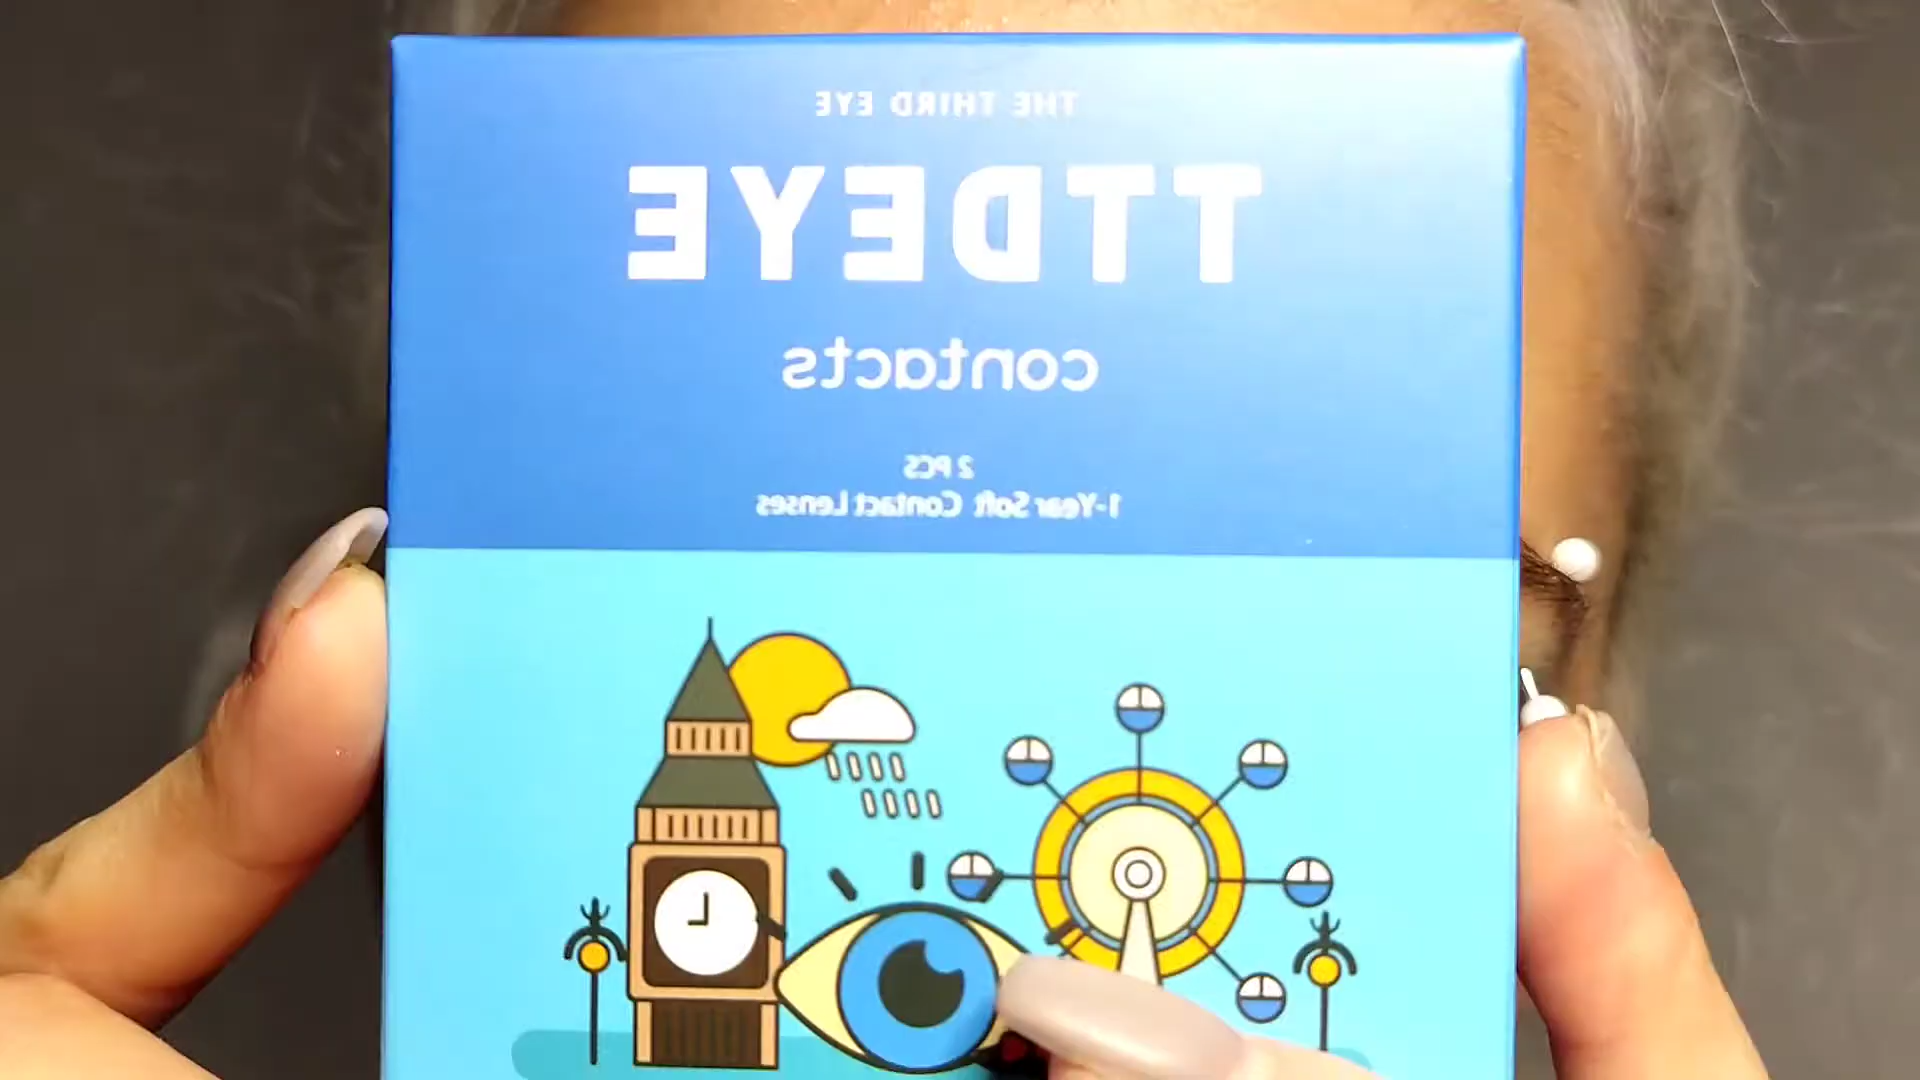 THE THIRD EYE
TTDEYE
contacts
2 PCS
1-Year Soft Contact Lenses